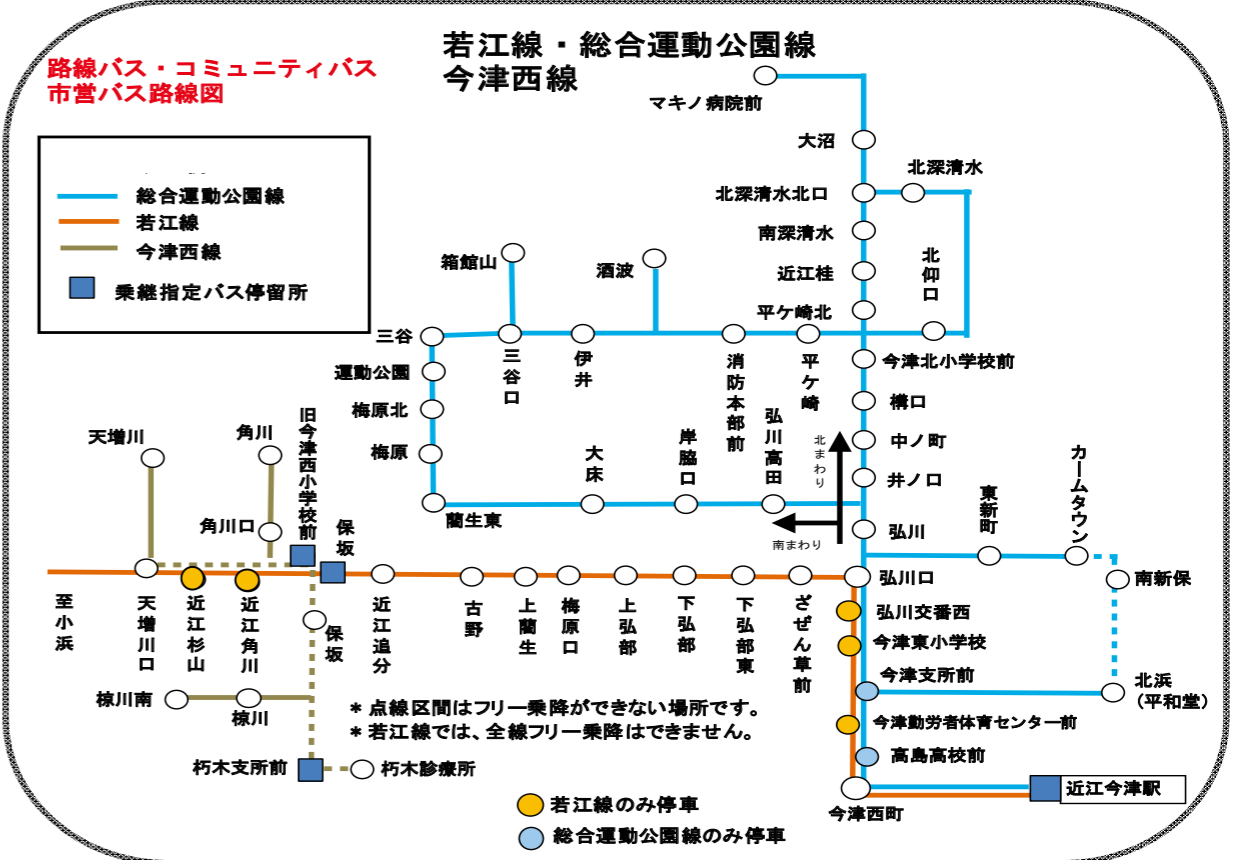 若江線・総合運動公園線
今津西線
路線バス・コミュニティバス
市営バス路線図
総合運動公園線
若江線
今津西線
乗継指定バス停留所
マキノ病院前
大沼
北深清水
北深清水北口
南深清水
近江桂
北仰口
平ケ崎北
箱館山
酒波
三谷
三谷口
伊井
消防本部前
平ケ崎
今津北小学校前
運動公園
梅原北
梅原
構口
中ノ町
井ノ口
弘川
北まわり
南まわり
弘川高田
岸脇口
大床
藺生東
天増川
角川
角川口
旧今津西小学校前
保坂
東新町
カームタウン
南新保
弘川口
至小浜
天増川口
近江杉山
近江角川
保坂
近江追分
古野
上藺生
梅原口
上弘部
下弘部
下弘部東
ざぜん草前
弘川交番西
今津東小学校
今津支所前
北浜
(平和堂)
今津勤労者体育センター前
高島高校前
椋川南
椋川
＊点線区間はフリー乗降ができない場所です。
＊若江線では、全線フリー乗降はできません。
朽木支所前
朽木診療所
今津西町
近江今津駅
若江線のみ停車
総合運動公園線のみ停車